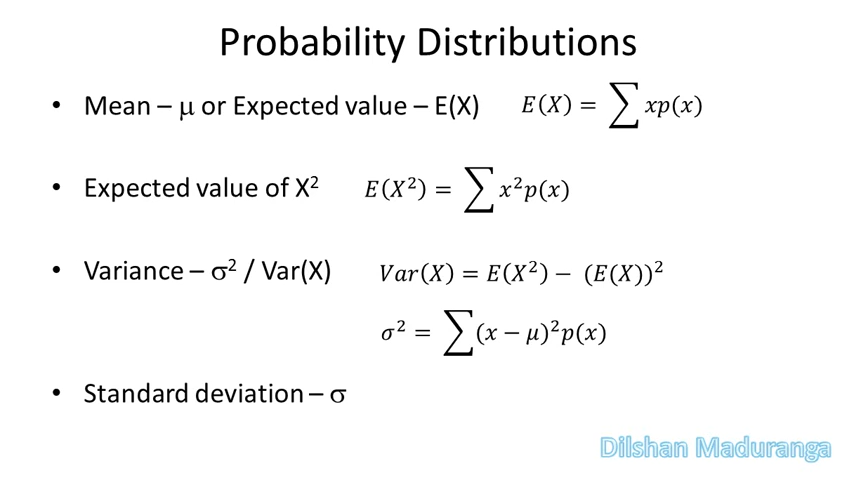 Probability Distributions
• Mean – μ or Expected value – E(X) E(X) = ∑ xp(x)
• Expected value of X² E(X²) = ∑ x²p(x)
• Variance – σ² / Var(X) Var(X) = E(X²) − (E(X))²
σ² = ∑(x − μ)²p(x)
• Standard deviation – σ
Dilshan Maduranga